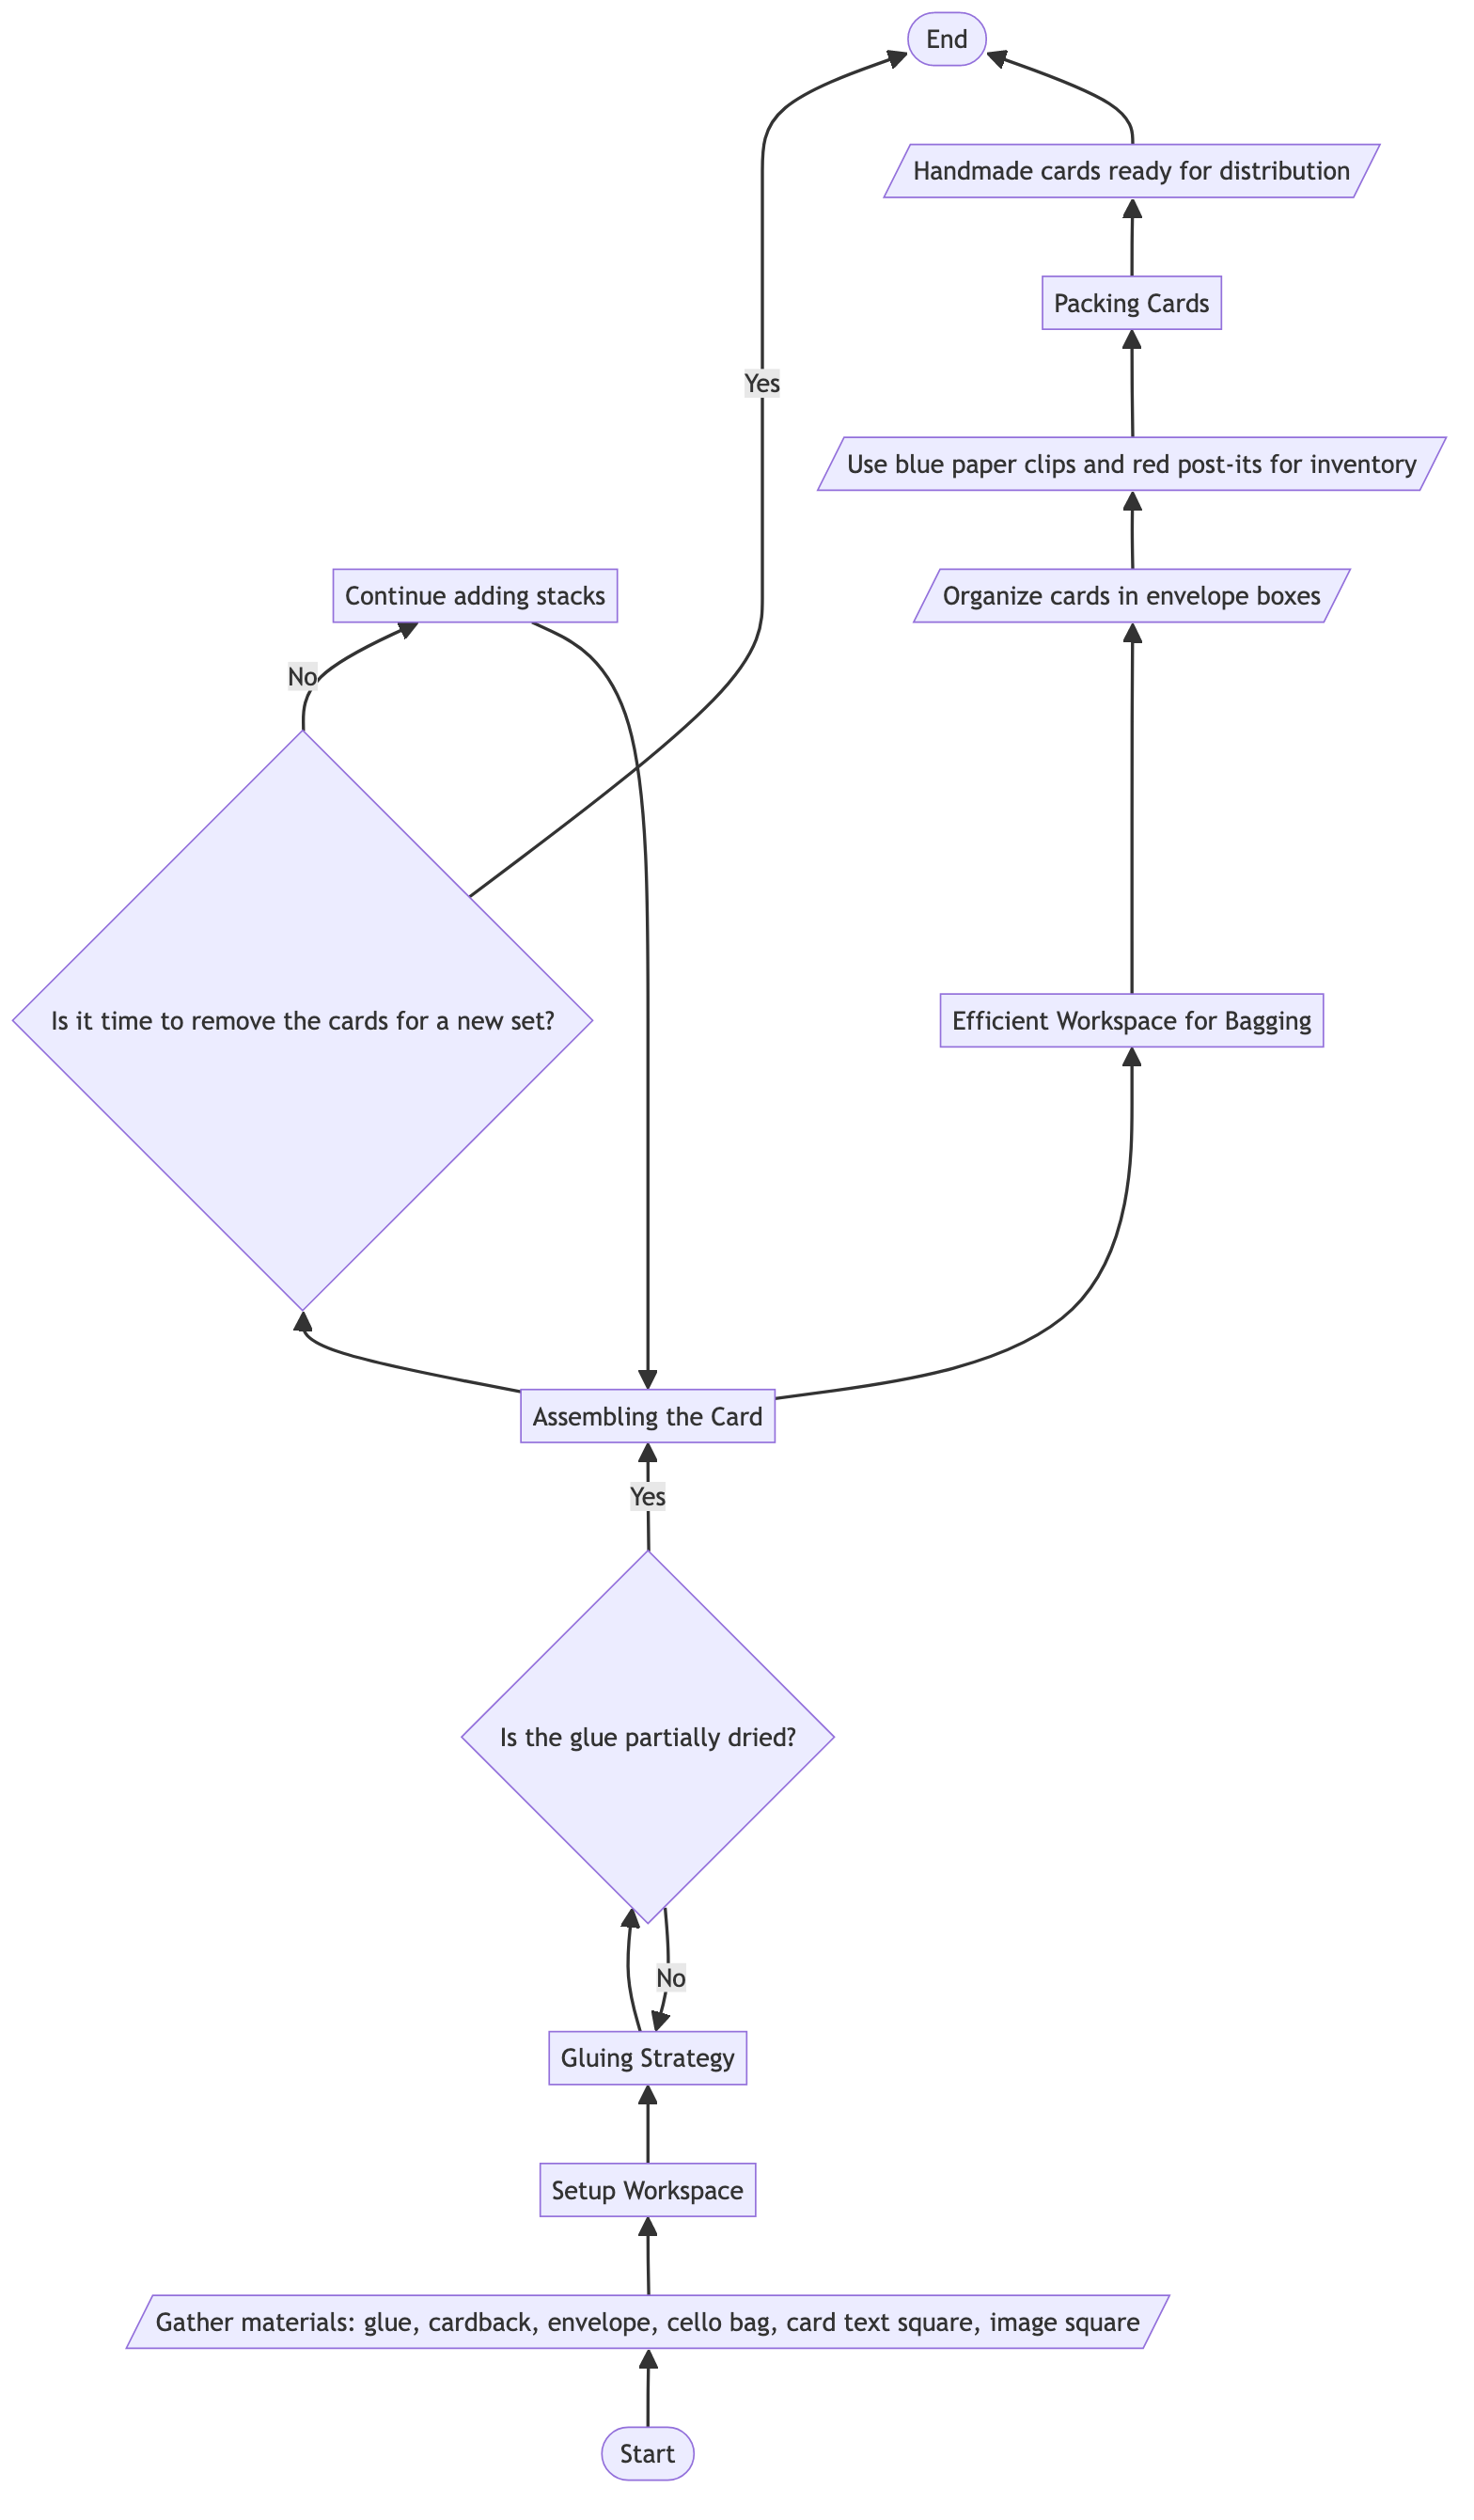 End
Handmade cards ready for distribution
Packing Cards
Yes
Use blue paper clips and red post-its for inventory
Continue adding stacks
Organize cards in envelope boxes
No
Is it time to remove the cards for a new set?
Efficient Workspace for Bagging
Assembling the Card
Yes
Is the glue partially dried?
No
Gluing Strategy
Setup Workspace
Gather materials: glue, cardback, envelope, cello bag, card text square, image square
Start